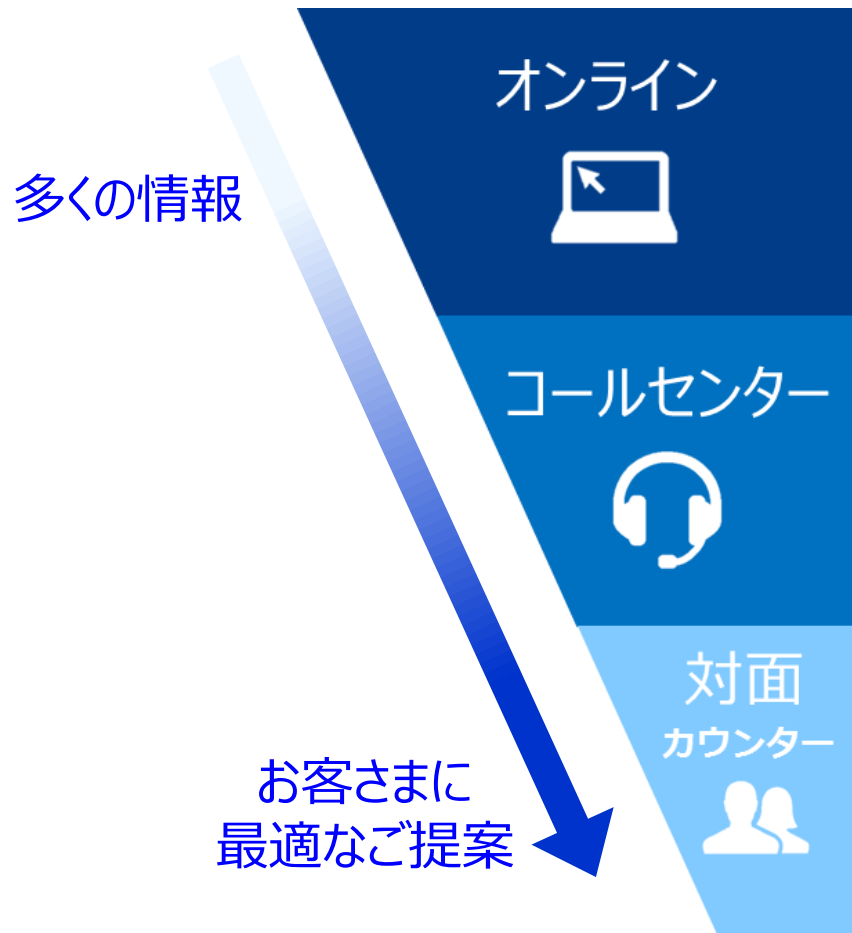 オンライン
多くの情報
コールセンター
対面
カウンター
お客さまに
最適なご提案